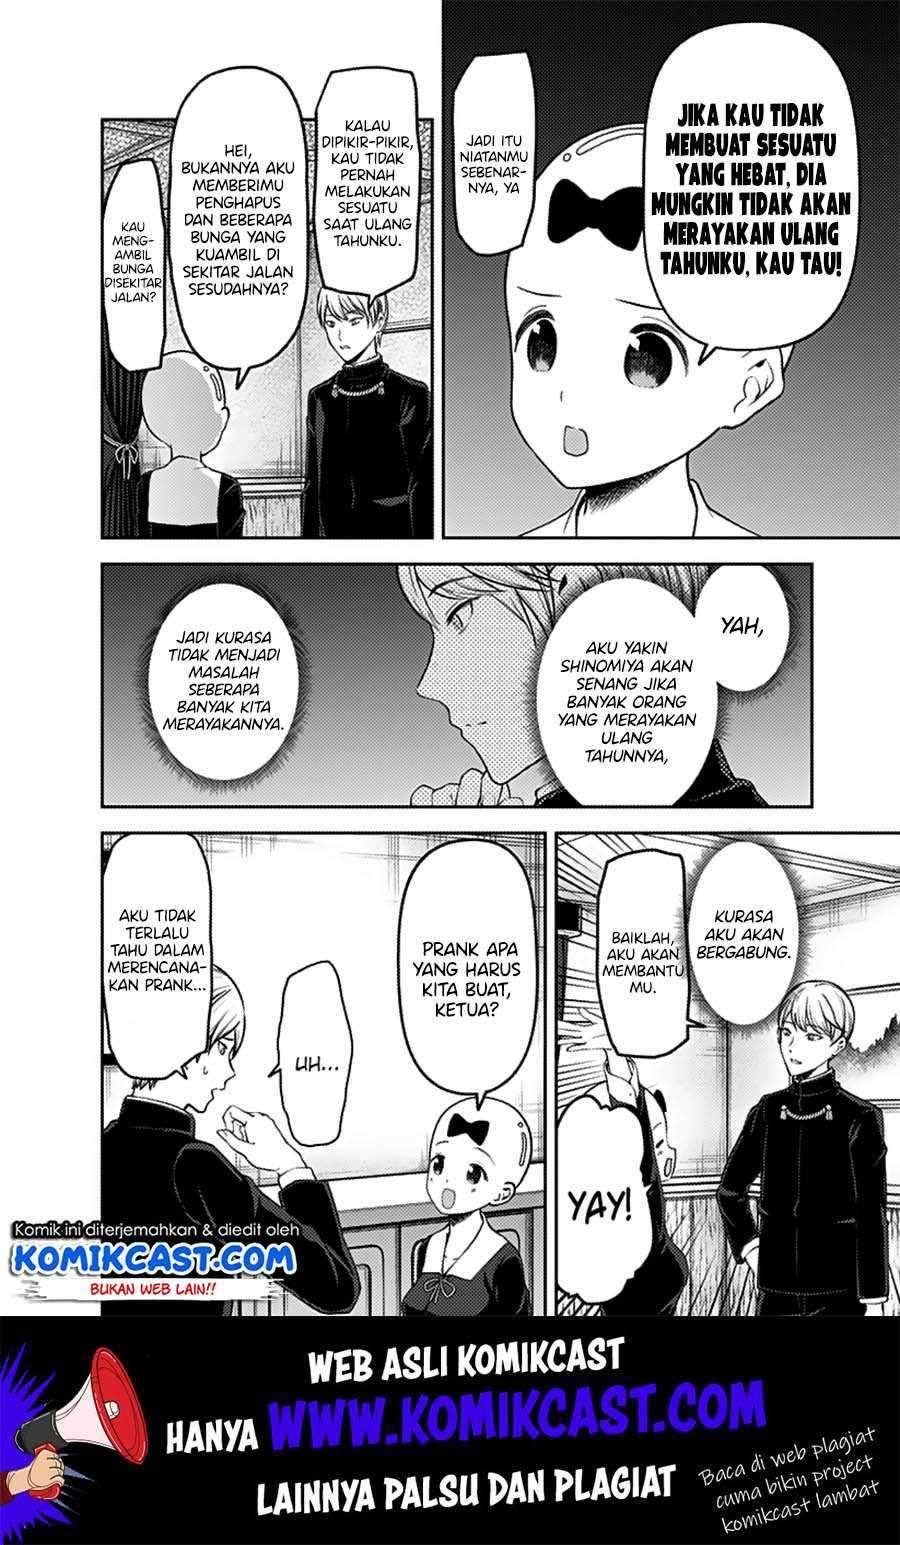 JIKA KAU TIDAK
MEMBUAT SESUATU
YANG HEBAT, DIA
MUNGKIN TIDAK AKAN
MERAYAKAN ULANG
TAHUNKU, KAU TAU!
JADI ITU
NIATANMU
SEBENAR-
NYA, YA
KALAU
DIPIKIR-PIKIR,
KAU TIDAK
PERNAH
MELAKUKAN
SESUATU
SAAT ULANG
TAHUNKU.
HEI,
BUKANNYA AKU
MEMBERIMU
PENGHAPUS
DAN BEBERAPA
BUNGA YANG
KUAMBIL DI
SEKITAR JALAN
SESUDAHNYA?
KAU
MENG-
AMBIL
BUNGA
DISEKITAR
JALAN?
YAH,
AKU YAKIN
SHINOMIYA AKAN
SENANG JIKA
BANYAK ORANG
YANG MERAYAKAN
ULANG
TAHUNNYA,
JADI KURASA
TIDAK MENJADI
MASALAH
SEBERAPA
BANYAK KITA
MERAYAKANNYA.
KURASA
AKU AKAN
BERGABUNG.
BAIKLAH,
AKU AKAN
MEMBANTU
MU.
YAY!
PRANK APA
YANG HARUS
KITA BUAT,
KETUA?
UH...
AKU TIDAK
TERLALU
TAHU DALAM
MERENCANA-
KAN PRANK...
Komik ini diterjemahkan & diedit oleh
KOMIKCAST.COM
BUKAN WEB LAIN!!
WEB ASLI KOMIKCAST
HANYA WWW.KOMIKCAST.COM
LAINNYA PALSU DAN PLAGIAT
Baca di web plagiat
cuma bikin project
komikcast lambat